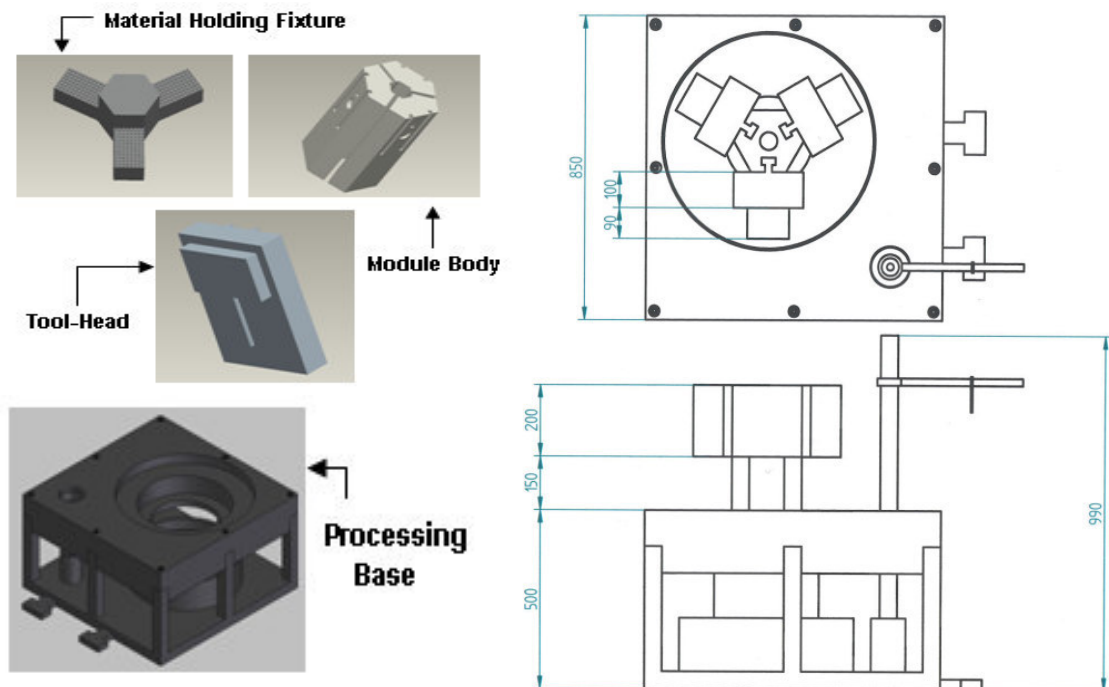 Material Holding Fixture
Module Body
Tool-Head
Processing
Base
850
100
90
200
150
500
990